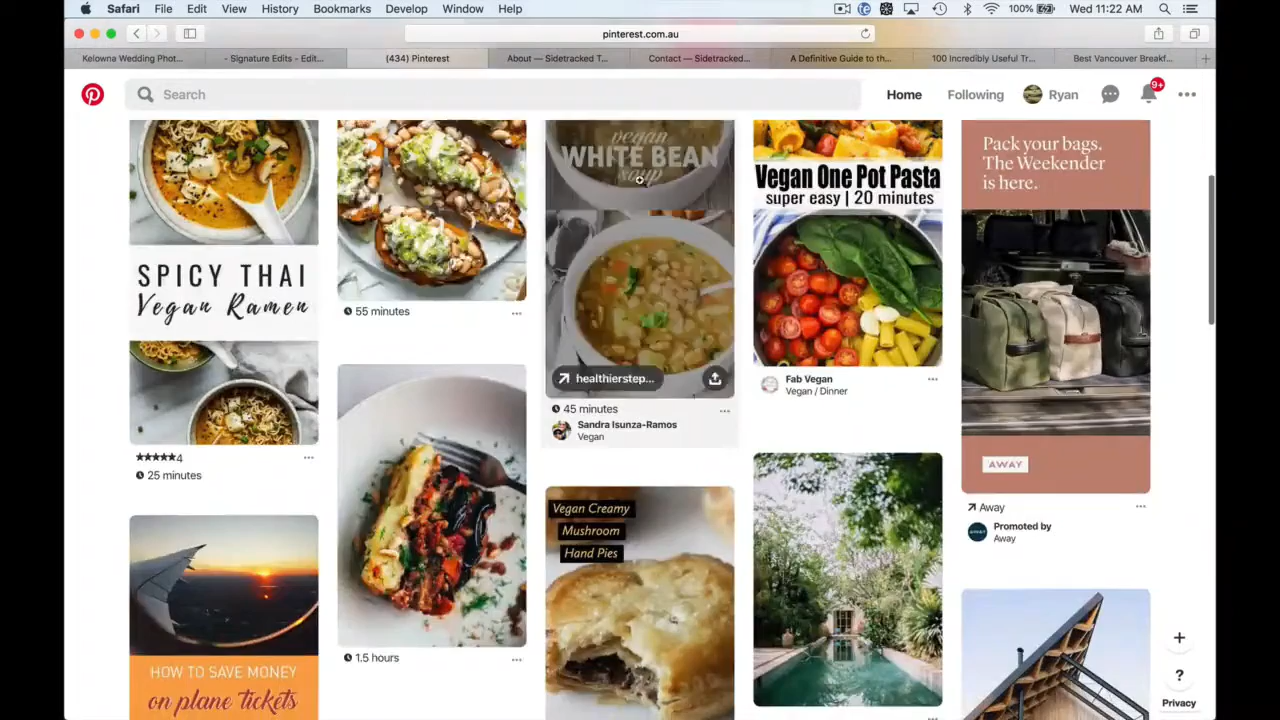 Safari File Edit View History Bookmarks Develop Window Help 100% Wed 11:22 AM
pinterest.com.au
Kelowna Wedding Phot... - Signature Edits - Edit... (434) Pinterest About — Sidetracked T... Contact — Sidetracked... A Definitive Guide to th... 100 Incredibly Useful Tr... Best Vancouver Breakf...
Search Home Following Ryan 9+
SPICY THAI
Vegan Ramen
4
25 minutes
HOW TO SAVE MONEY
on plane tickets
55 minutes
1.5 hours
vegan
WHITE BEAN
soup
healthierstep...
45 minutes
Sandra Isunza-Ramos
Vegan
Vegan Creamy
Mushroom
Hand Pies
Vegan One Pot Pasta
super easy | 20 minutes
Fab Vegan
Vegan / Dinner
Pack your bags.
The Weekender
is here.
AWAY
Away
Promoted by
Away
+
?
Privacy